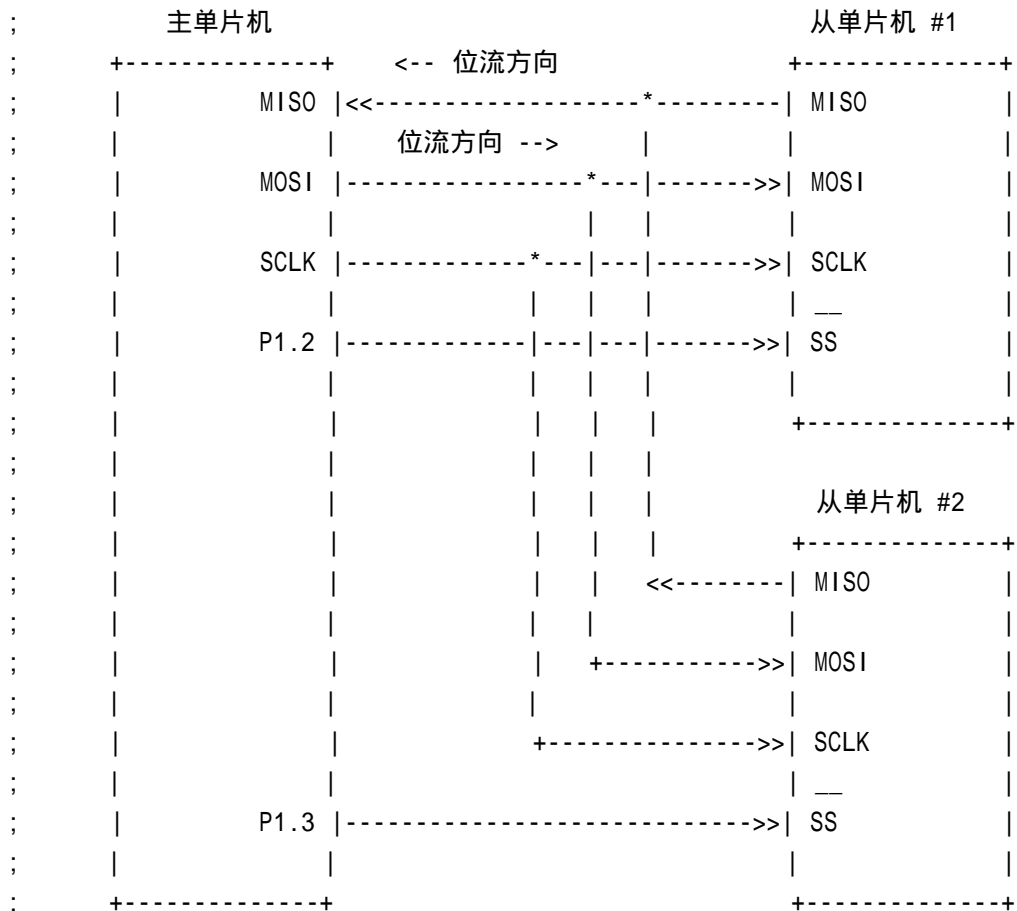 ; 主单片机 从单片机 #1
; +--------------+ <-- 位流方向 +--------------+
; | MISO |<<-------------------*---------| MISO |
; | | 位流方向 --> | | |
; | MOSI |-----------------*---|------->>| MOSI |
; | | | | | |
; | SCLK |-------------*---|---|------->>| SCLK |
; | | | | | | __ |
; | P1.2 |-------------|---|---|------->>| SS |
; | | | | | | |
; | | | | | +--------------+
; | | | | |
; | | | | | 从单片机 #2
; | | | | | +--------------+
; | | | | <<--------| MISO |
; | | | | | |
; | | | +------------>>| MOSI |
; | | | | |
; | | +---------------->>| SCLK |
; | | | __ |
; | P1.3 |----------------------------->>| SS |
; | | | |
; +--------------+ +--------------+